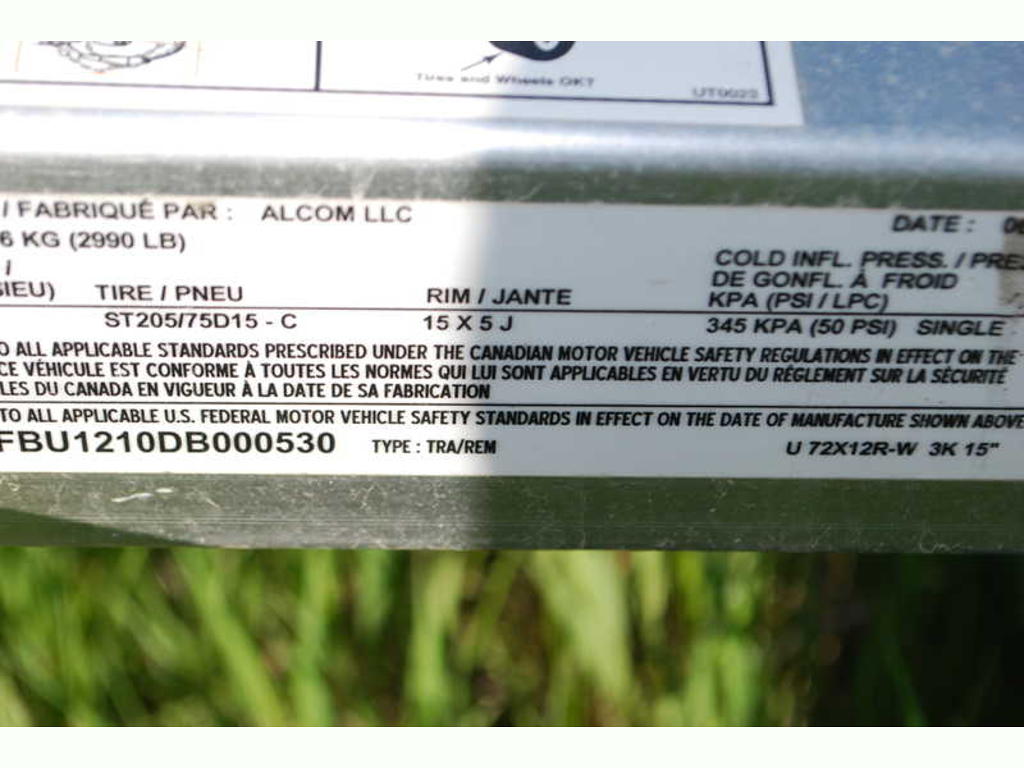 Tires and Wheels OK?
UT0022
/ FABRIQUÉ PAR : ALCOM LLC
DATE :
6 KG (2990 LB)
/
SIEU) TIRE / PNEU RIM / JANTE
COLD INFL. PRESS. / PRES
DE GONFL. À FROID
KPA (PSI / LPC)
ST205/75D15 - C 15 X 5 J 345 KPA (50 PSI) SINGLE
O ALL APPLICABLE STANDARDS PRESCRIBED UNDER THE CANADIAN MOTOR VEHICLE SAFETY REGULATIONS IN EFFECT ON THE
CE VÉHICULE EST CONFORME À TOUTES LES NORMES QUI LUI SONT APPLICABLES EN VERTU DU RÉGLEMENT SUR LA SÉCURITÉ
LES DU CANADA EN VIGUEUR À LA DATE DE SA FABRICATION
TO ALL APPLICABLE U.S. FEDERAL MOTOR VEHICLE SAFETY STANDARDS IN EFFECT ON THE DATE OF MANUFACTURE SHOWN ABOVE
FBU1210DB000530 TYPE : TRA/REM U 72X12R-W 3K 15"